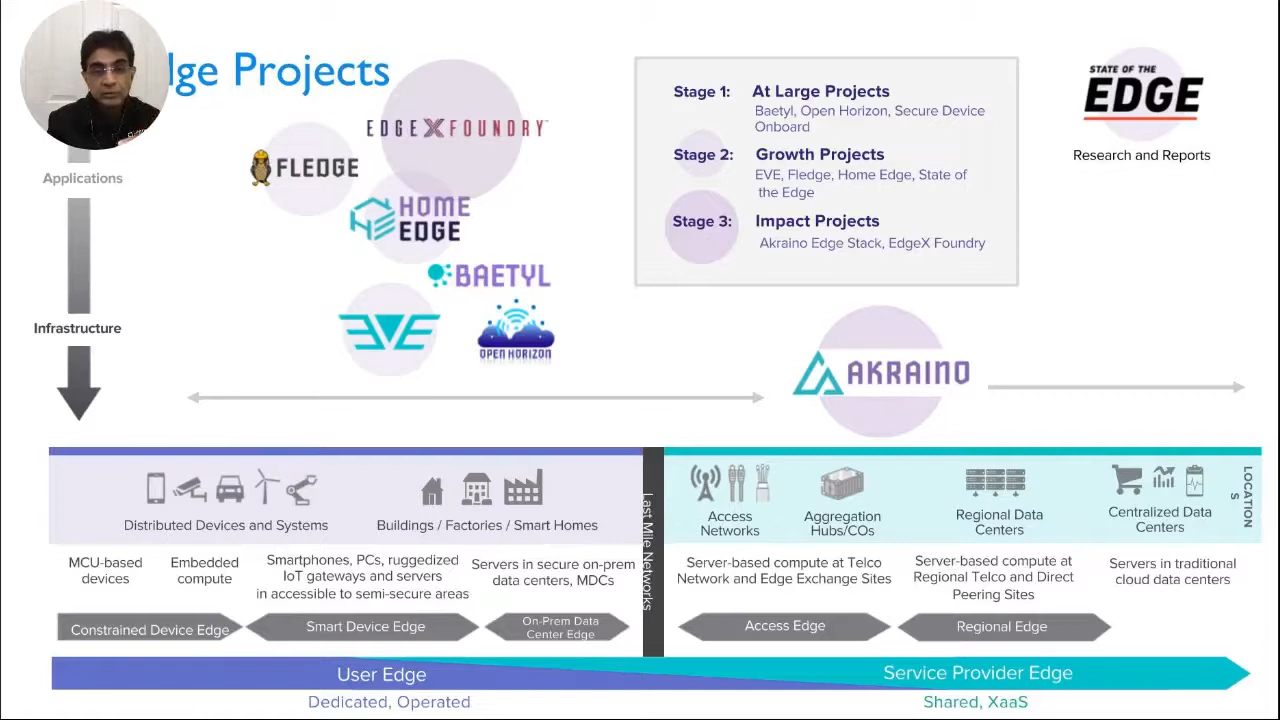 dge Projects
Applications
Infrastructure
EDGE X FOUNDRY™
FLEDGE
HOME
EDGE
BAETYL
EVE
OPEN HORIZON
Stage 1: At Large Projects
Baetyl, Open Horizon, Secure Device
Onboard
Stage 2: Growth Projects
EVE, Fledge, Home Edge, State of
the Edge
Stage 3: Impact Projects
Akraino Edge Stack, EdgeX Foundry
STATE OF THE
EDGE
Research and Reports
AKRAINO
Distributed Devices and Systems
Buildings / Factories / Smart Homes
MCU-based
devices
Embedded
compute
Smartphones, PCs, ruggedized
IoT gateways and servers
in accessible to semi-secure areas
Servers in secure on-prem
data centers, MDCs
Constrained Device Edge
Smart Device Edge
On-Prem Data
Center Edge
Last Mile Networks
Access
Networks
Aggregation
Hubs/COs
Regional Data
Centers
Centralized Data
Centers
LOCATION
S
Server-based compute at Telco
Network and Edge Exchange Sites
Server-based compute at
Regional Telco and Direct
Peering Sites
Servers in traditional
cloud data centers
Access Edge
Regional Edge
User Edge
Service Provider Edge
Dedicated, Operated
Shared, XaaS